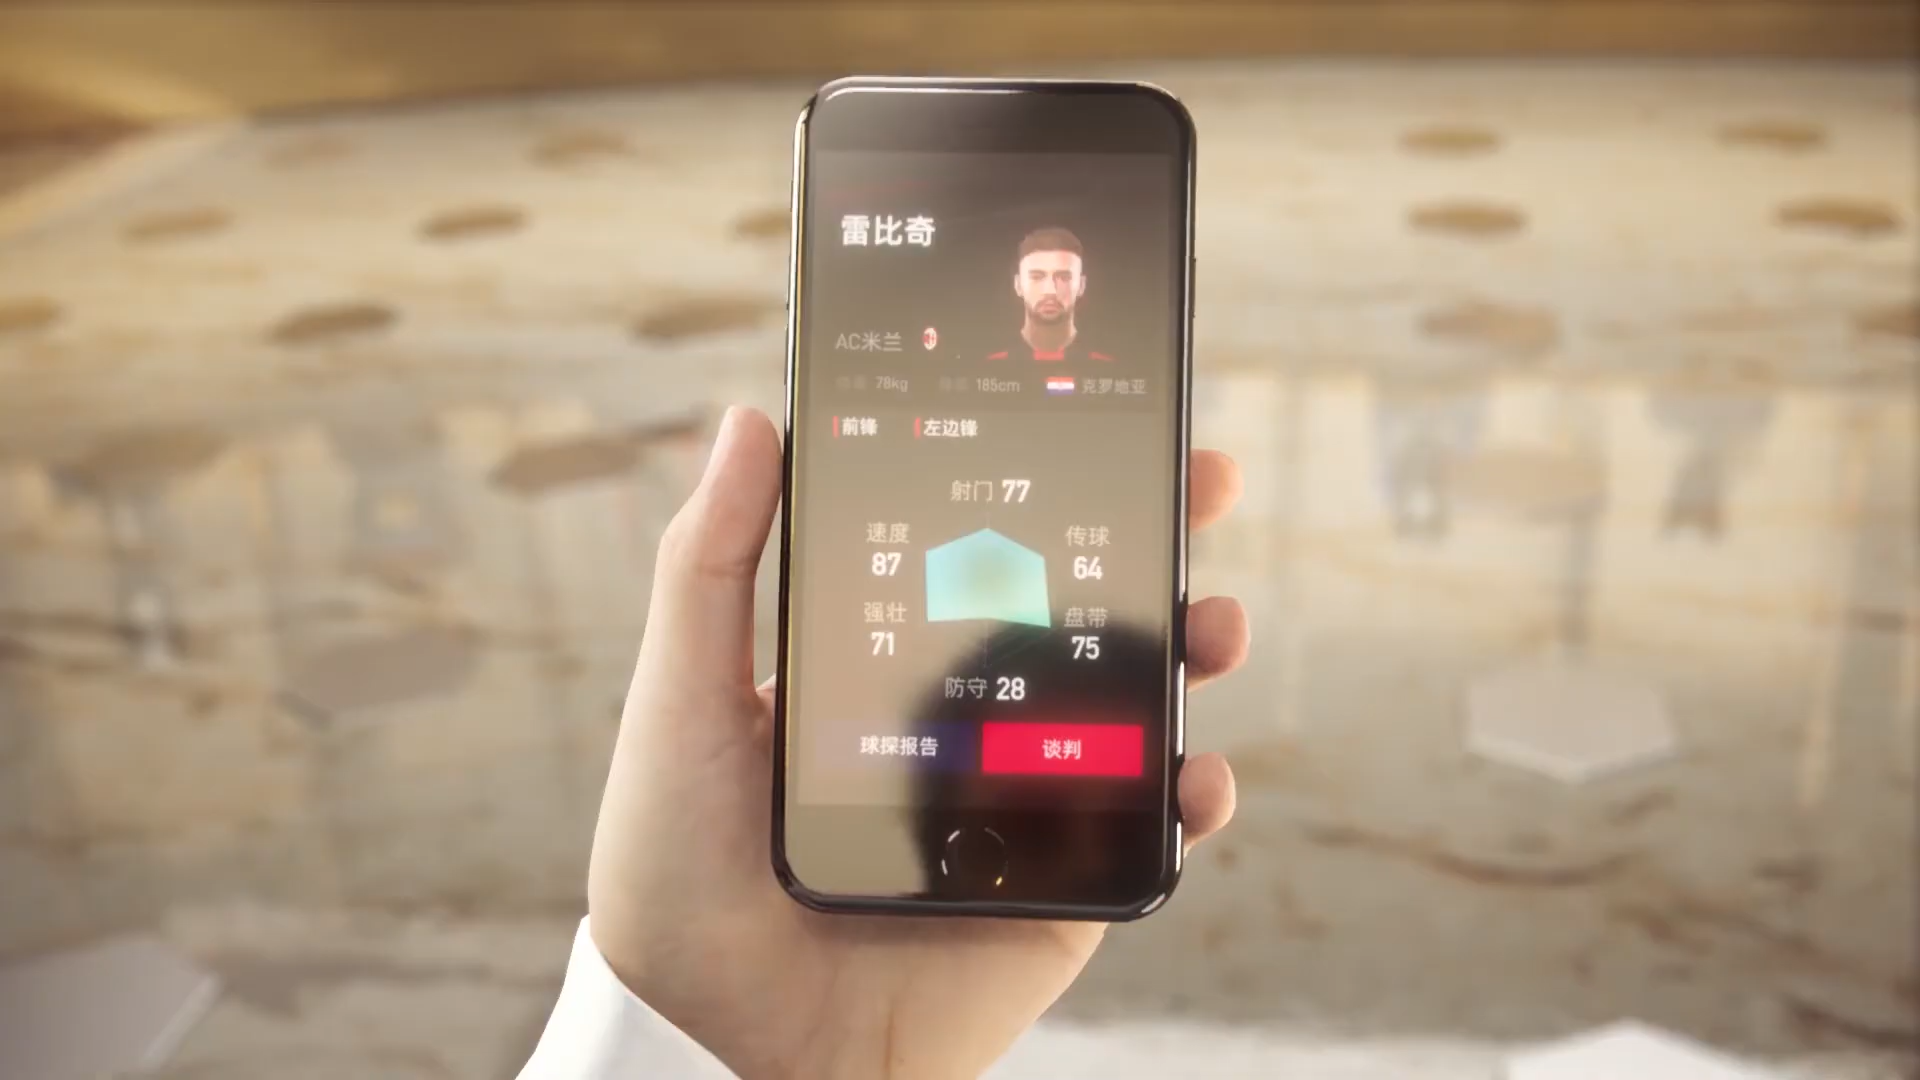 雷比奇
AC米兰
78kg 185cm 克罗地亚
前锋 左边锋
射门 77
速度 传球
87 64
强壮 盘带
71 75
防守 28
球探报告 谈判